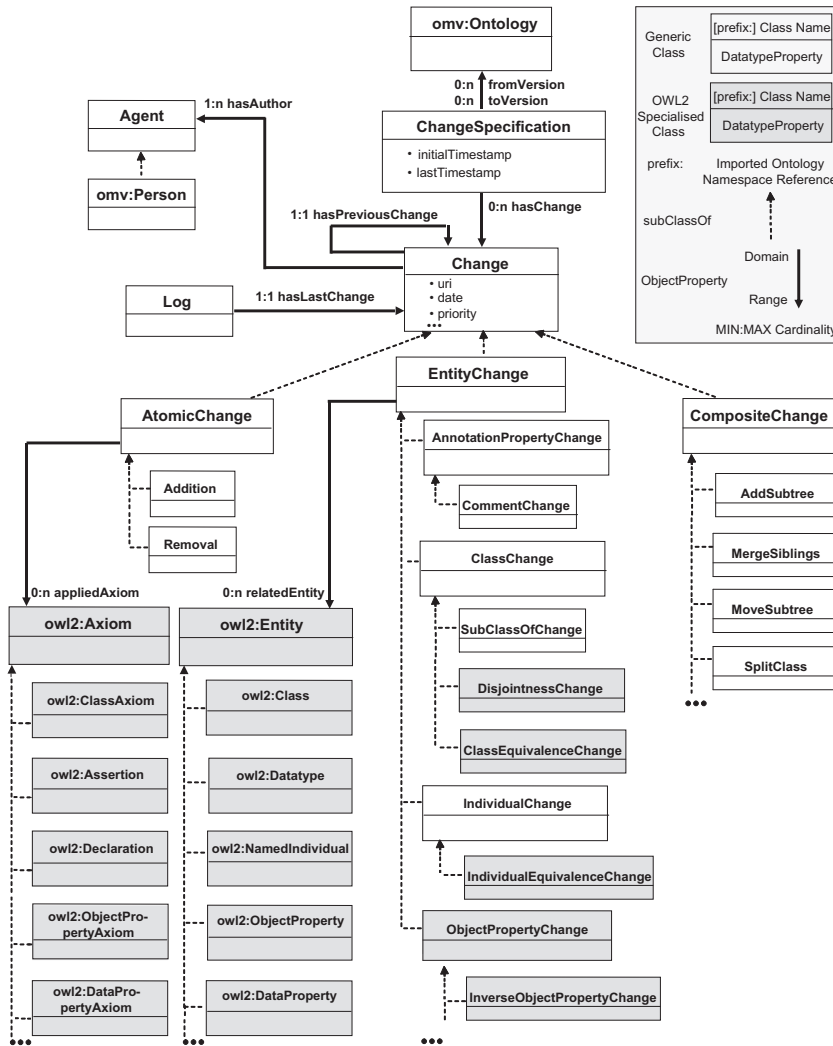 omv:Ontology
0:n fromVersion
0:n toVersion
1:n hasAuthor
Agent
omv:Person
ChangeSpecification
• initialTimestamp
• lastTimestamp
0:n hasChange
1:1 hasPreviousChange
Change
• uri
• date
• priority
•••
Log
1:1 hasLastChange
Generic
Class
[prefix:] Class Name
DatatypeProperty
OWL2
Specialised
Class
[prefix:] Class Name
DatatypeProperty
prefix:
Imported Ontology
Namespace Reference
subClassOf
ObjectProperty
Domain
Range
MIN:MAX Cardinality
AtomicChange
Addition
Removal
0:n appliedAxiom
owl2:Axiom
owl2:ClassAxiom
owl2:Assertion
owl2:Declaration
owl2:ObjectPro-
pertyAxiom
owl2:DataPro-
pertyAxiom
•••
0:n relatedEntity
owl2:Entity
owl2:Class
owl2:Datatype
owl2:NamedIndividual
owl2:ObjectProperty
owl2:DataProperty
•••
EntityChange
AnnotationPropertyChange
CommentChange
ClassChange
SubClassOfChange
DisjointnessChange
ClassEquivalenceChange
IndividualChange
IndividualEquivalenceChange
ObjectPropertyChange
InverseObjectPropertyChange
•••
CompositeChange
AddSubtree
MergeSiblings
MoveSubtree
SplitClass
•••